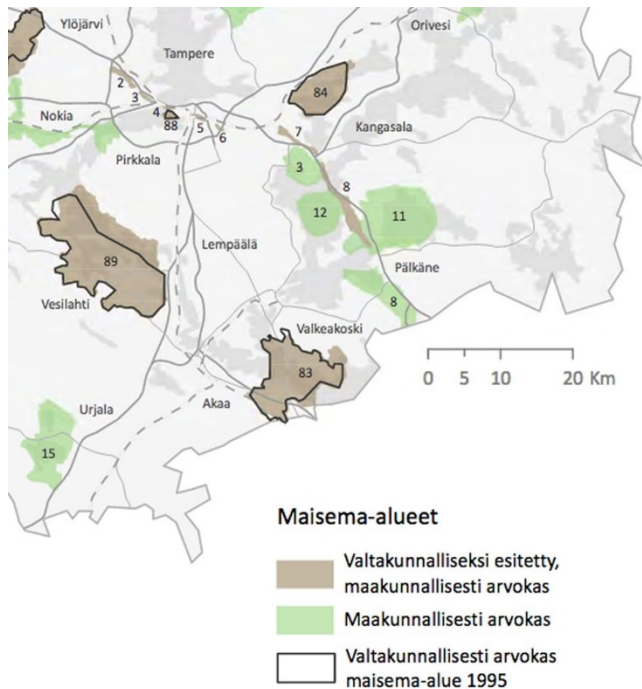 Ylöjärvi
Orivesi
Tampere
2
84
3
Nokia
4
88
5
6
7
Kangasala
Pirkkala
3
8
12
11
Lempäälä
89
Pälkäne
Vesilahti
8
Valkeakoski
83
0 5 10 20 Km
Urjala
Akaa
15
Maisema-alueet
Valtakunnalliseksi esitetty,
maakunnallisesti arvokas
Maakunnallisesti arvokas
Valtakunnallisesti arvokas
maisema-alue 1995